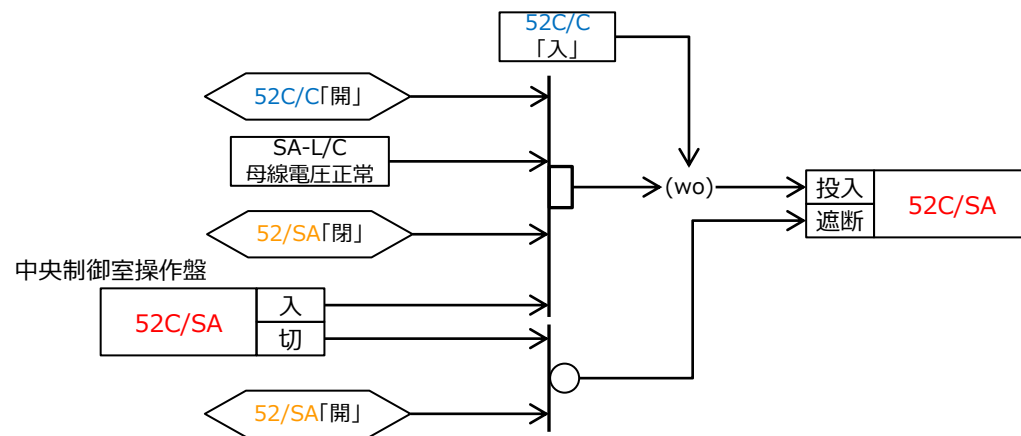 52C/C
「入」
52C/C「開」
SA-L/C
母線電圧正常
(wo)
投入
遮断
52C/SA
52/SA「閉」
中央制御室操作盤
52C/SA
入
切
52/SA「開」